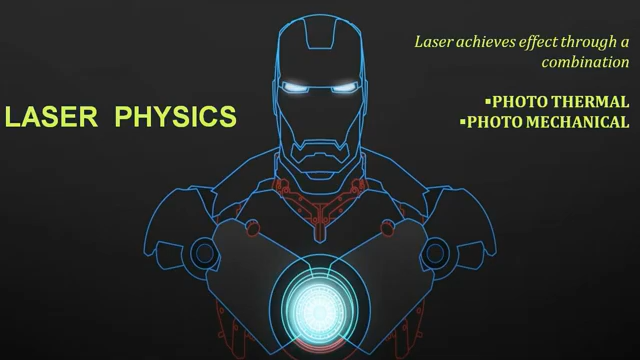 LASER PHYSICS
Laser achieves effect through a
combination
▪PHOTO THERMAL
▪PHOTO MECHANICAL